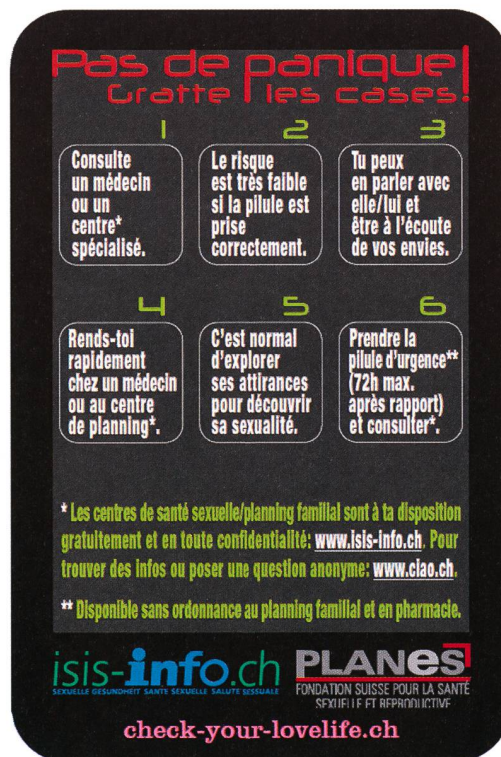 Pas de panique!
Gratte les cases!
1
Consulte
un médecin
ou un
centre*
spécialisé.
2
Le risque
est très faible
si la pilule est
prise
correctement.
3
Tu peux
en parler avec
elle/lui et
être à l'écoute
de vos envies.
4
Rends-toi
rapidement
chez un médecin
ou au centre
de planning*.
5
C'est normal
d'explorer
ses attirances
pour découvrir
sa sexualité.
6
Prendre la
pilule d'urgence**
(72h max.
après rapport)
et consulter*.
* Les centres de santé sexuelle/planning familial sont à ta disposition
gratuitement et en toute confidentialité: www.isis-info.ch. Pour
trouver des infos ou poser une question anonyme: www.ciao.ch.
** Disponible sans ordonnance au planning familial et en pharmacie.
isis-info.ch
SEXUELLE GESUNDHEIT SANTE SEXUELLE SALUTE SESSUALE
PLANeS
FONDATION SUISSE POUR LA SANTÉ
SEXUELLE ET REPRODUCTIVE
check-your-lovelife.ch